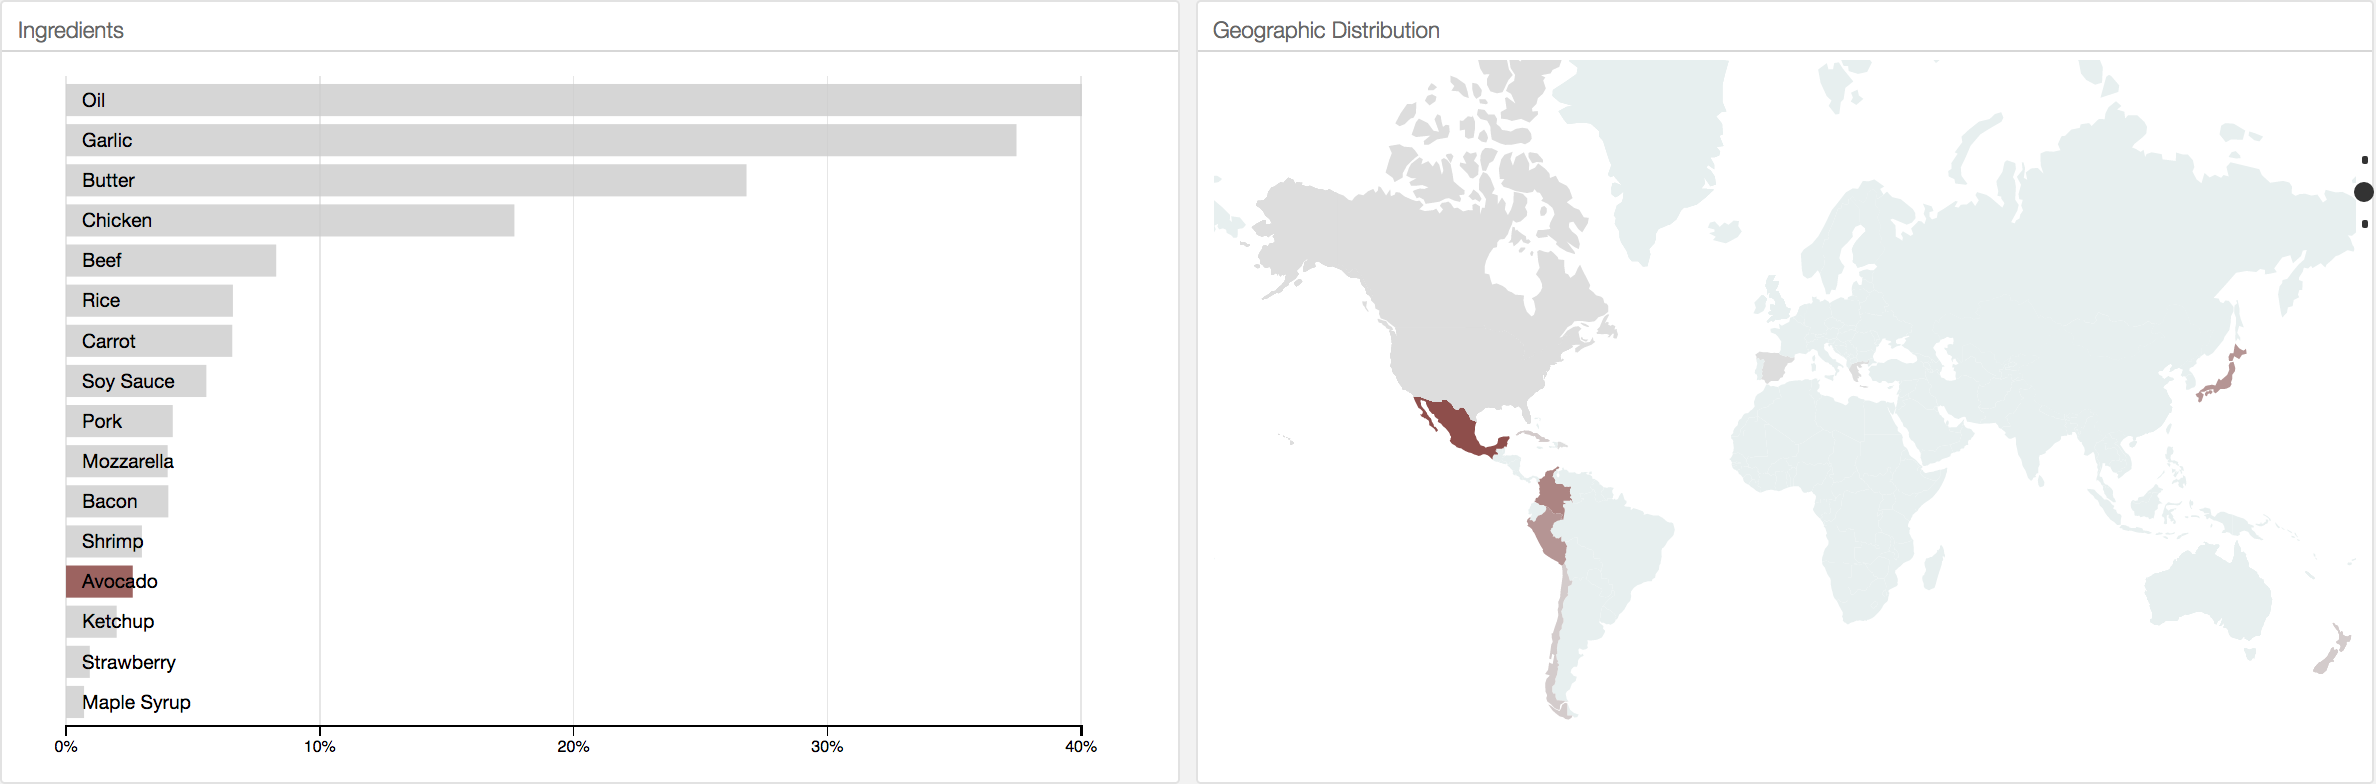 Ingredients
Oil
Garlic
Butter
Chicken
Beef
Rice
Carrot
Soy Sauce
Pork
Mozzarella
Bacon
Shrimp
Avocado
Ketchup
Strawberry
Maple Syrup
0% 10% 20% 30% 40%
Geographic Distribution